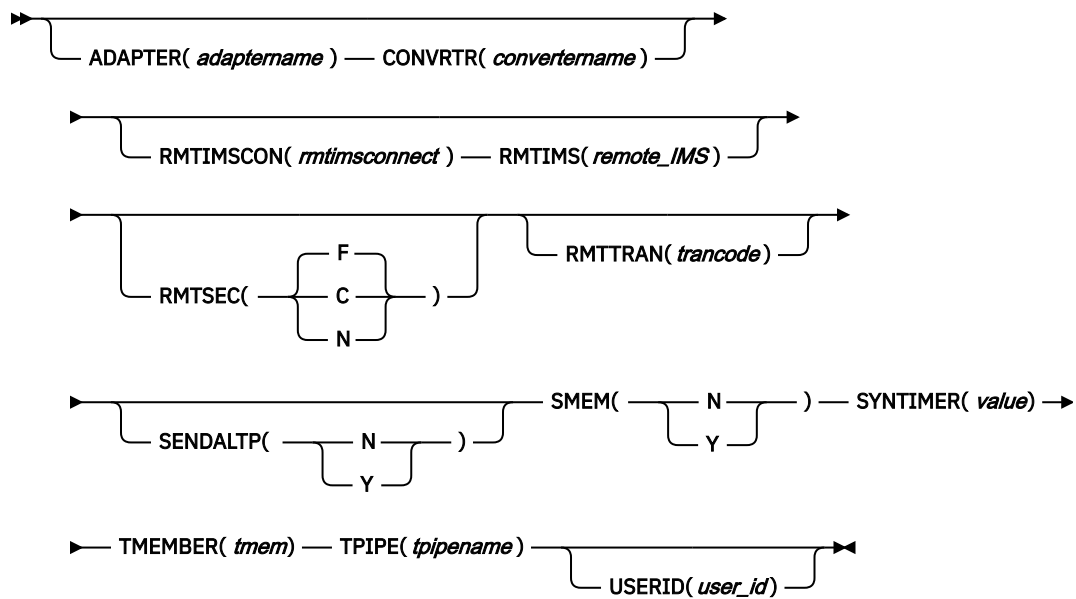 ADAPTER( adaptername ) CONVRTR( convertername )
RMTIMSCON( rmtimsconnect ) RMTIMS( remote_IMS )
RMTSEC( F C N ) RMTTRAN( trancode )
SENDALTP( N Y ) SMEM( N Y ) SYNTIMER( value)
TMEMBER( tmem) TPIPE( tpipename ) USERID( user_id )